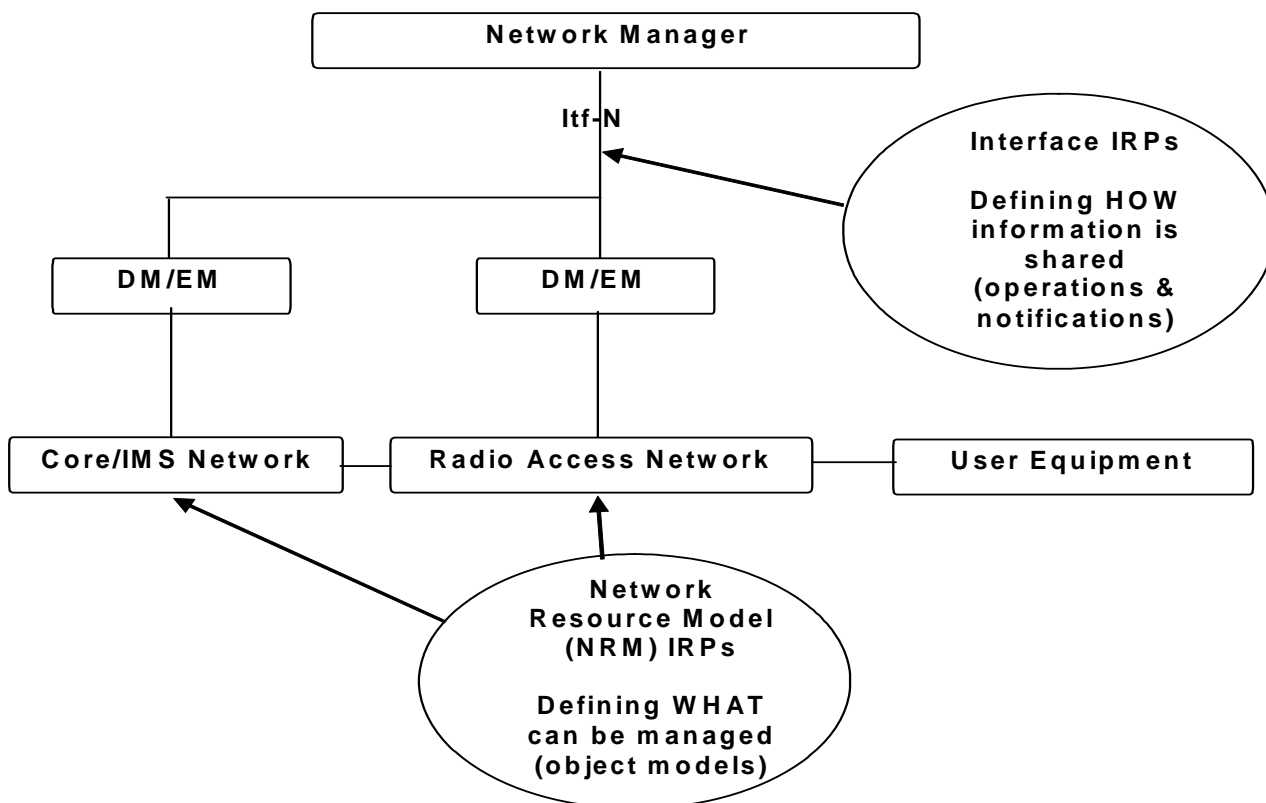 Network Manager
Itf-N
Interface IRPs
Defining HOW
information is
shared
(operations &
notifications)
DM/EM
DM/EM
Core/IMS Network
Radio Access Network
User Equipment
Network
Resource Model
(NRM) IRPs
Defining WHAT
can be managed
(object models)